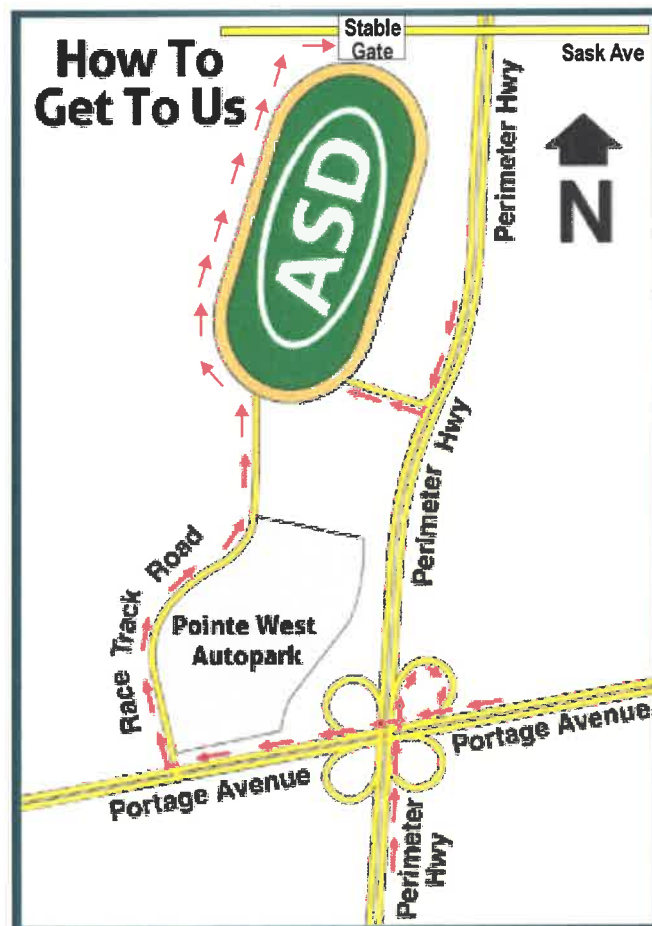 How To
Get To Us
Stable
Gate
Sask Ave
Perimeter Hwy
N
ASD
Perimeter Hwy
Race Track Road
Pointe West
Autopark
Portage Avenue
Portage Avenue
Perimeter
Hwy